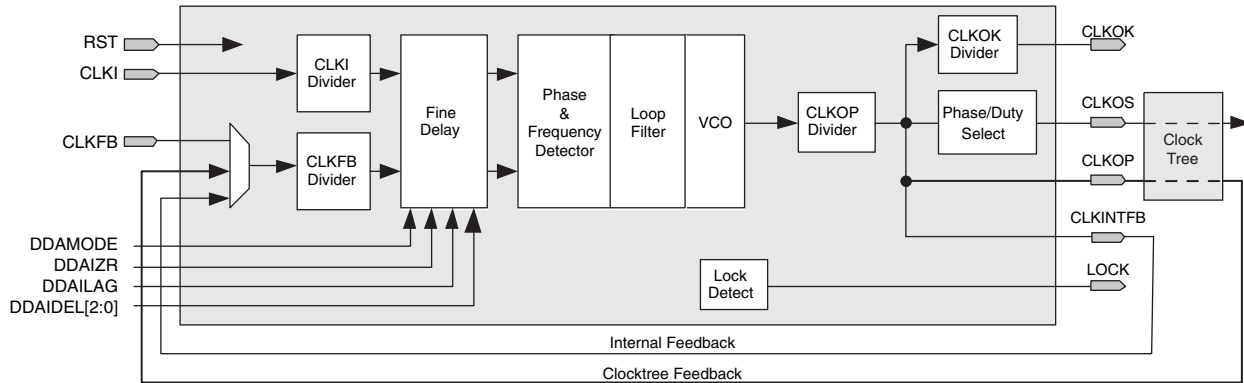 RST
CLKI
CLKFB
CLKI
Divider
CLKFB
Divider
Fine
Delay
Phase
&
Frequency
Detector
Loop
Filter
VCO
CLKOP
Divider
CLKOK
Divider
Phase/Duty
Select
CLKOK
CLKOS
CLKOP
CLKINTFB
LOCK
Clock
Tree
Lock
Detect
DDAMODE
DDAIZR
DDAILAG
DDAIDEL[2:0]
Internal Feedback
Clocktree Feedback